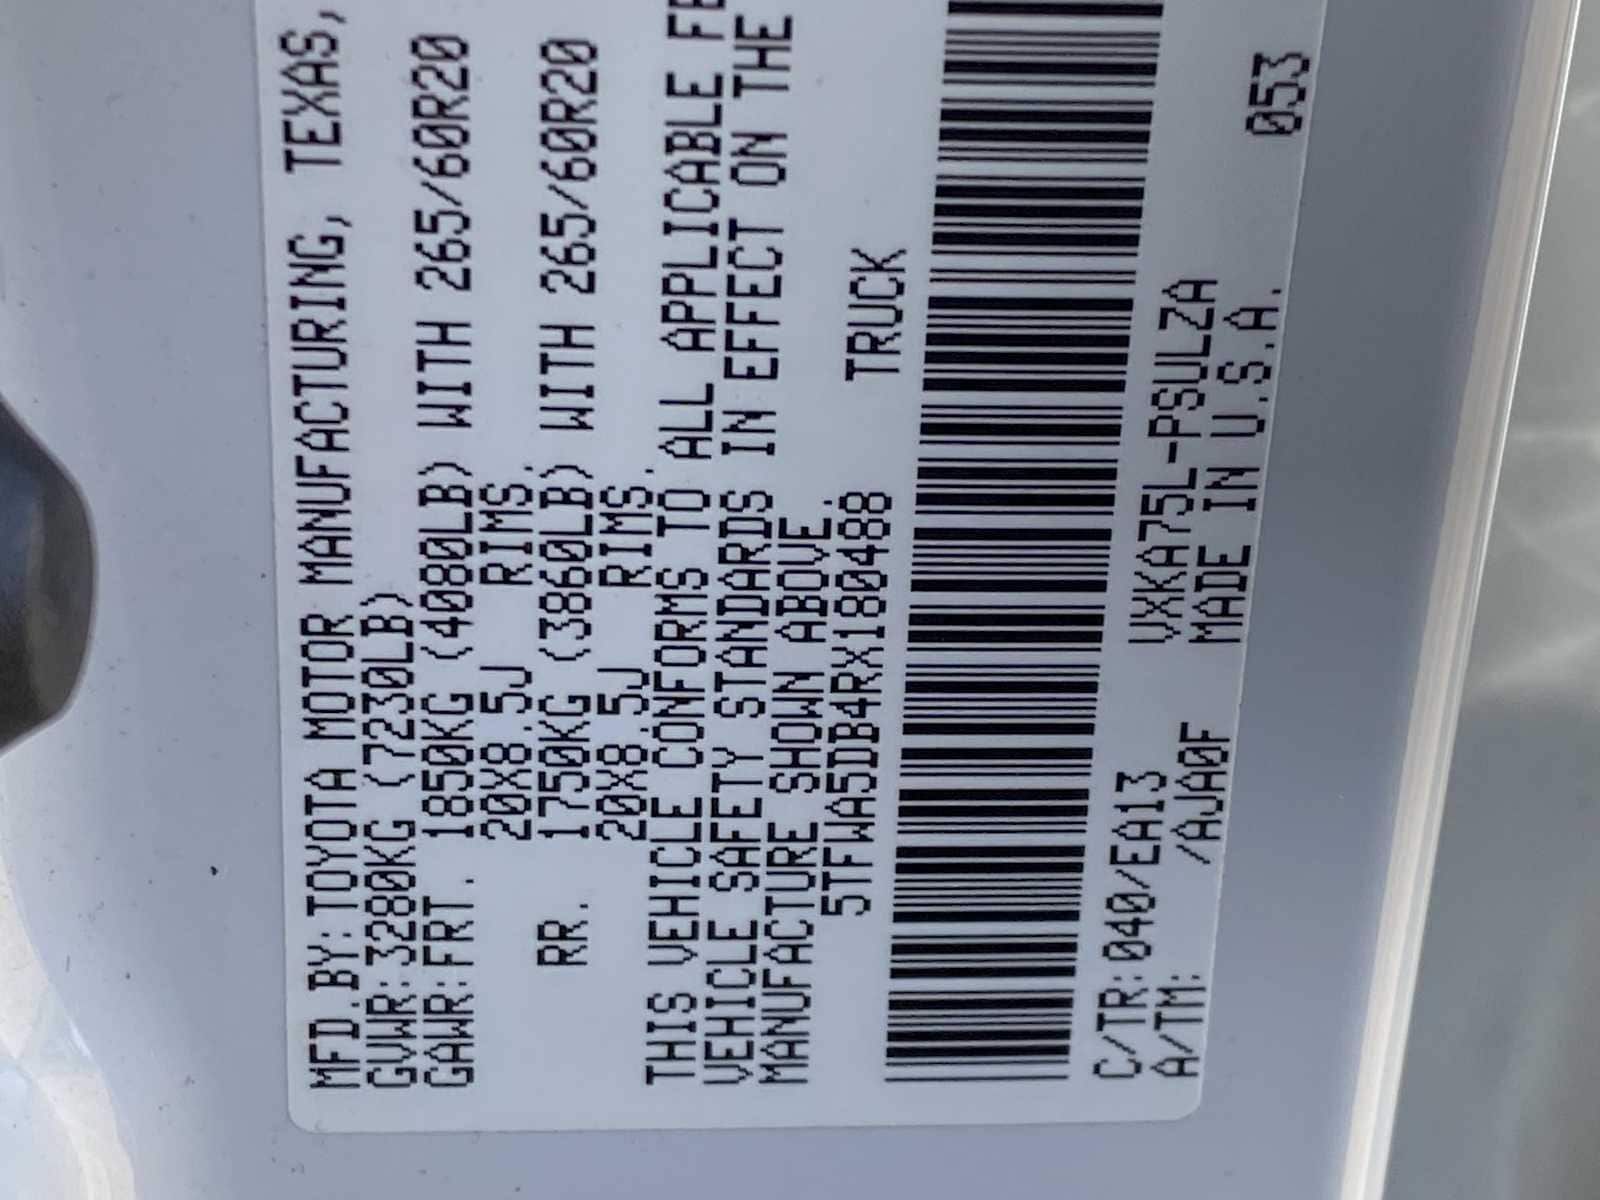 MFD.BY:TOYOTA MOTOR MANUFACTURING, TEXAS,
GVWR:3280KG (7230LB)
GAWR:FRT. 1850KG (4080LB) WITH 265/60R20
20X8.5J RIMS.
RR. 1750KG (3860LB) WITH 265/60R20
20X8.5J RIMS.
THIS VEHICLE CONFORMS TO ALL APPLICABLE FE
VEHICLE SAFETY STANDARDS IN EFFECT ON THE
MANUFACTURE SHOWN ABOVE.
5TFWA5DB4RX180488 TRUCK
C/TR:040/EA13 VXKA75L-PSULZA
A/TM: /AJA0F MADE IN U.S.A. 053